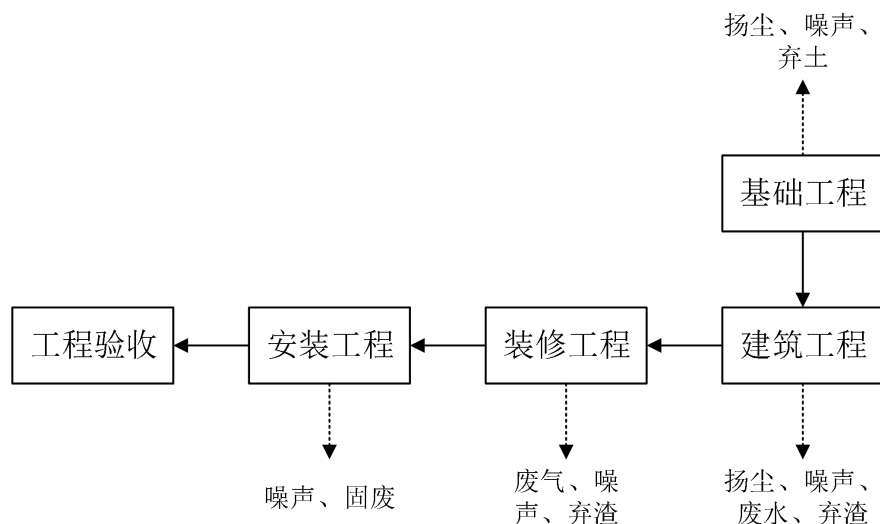 扬尘、噪声、
弃土
基础工程
工程验收
安装工程
装修工程
建筑工程
噪声、固废
废气、噪
声、弃渣
扬尘、噪声、
废水、弃渣